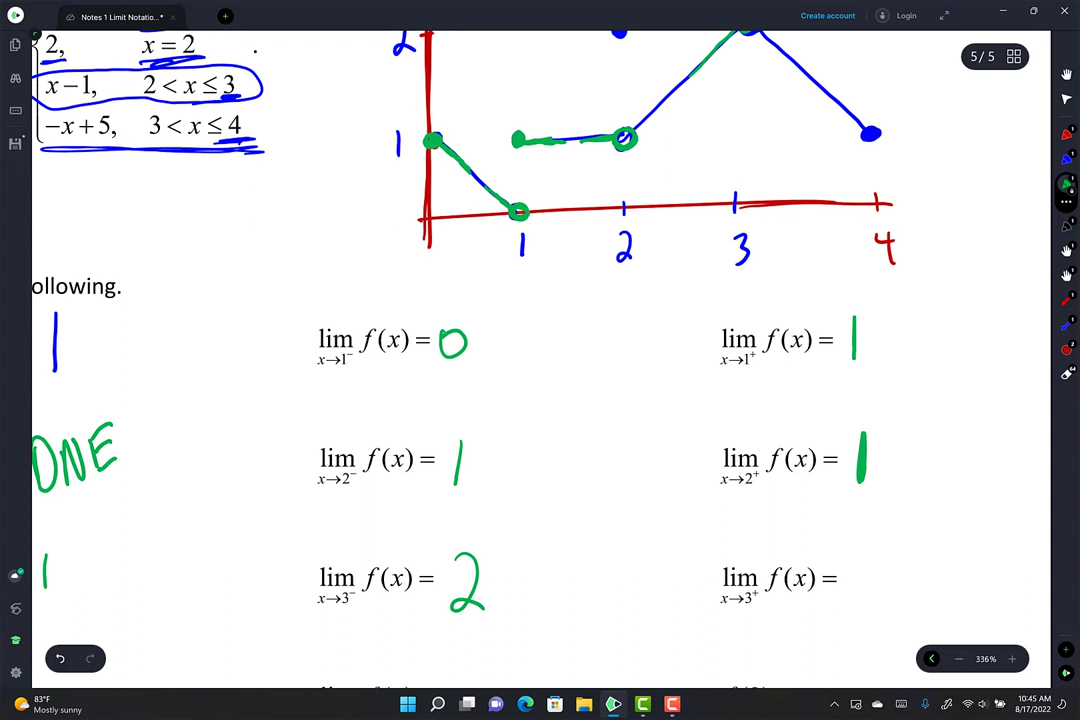 Notes 1 Limit Notatio...*
Create account
Login
5/5
2, x = 2 .
x−1, 2 < x ≤ 3
−x+5, 3 < x ≤ 4
2
1
1 2 3 4
ollowing.
1
lim x→1⁻ f(x) = 0
lim x→1⁺ f(x) = 1
DNE
lim x→2⁻ f(x) = 1
lim x→2⁺ f(x) = 1
1
lim x→3⁻ f(x) = 2
lim x→3⁺ f(x) =
336%
83°F
Mostly sunny
10:45 AM
8/17/2022